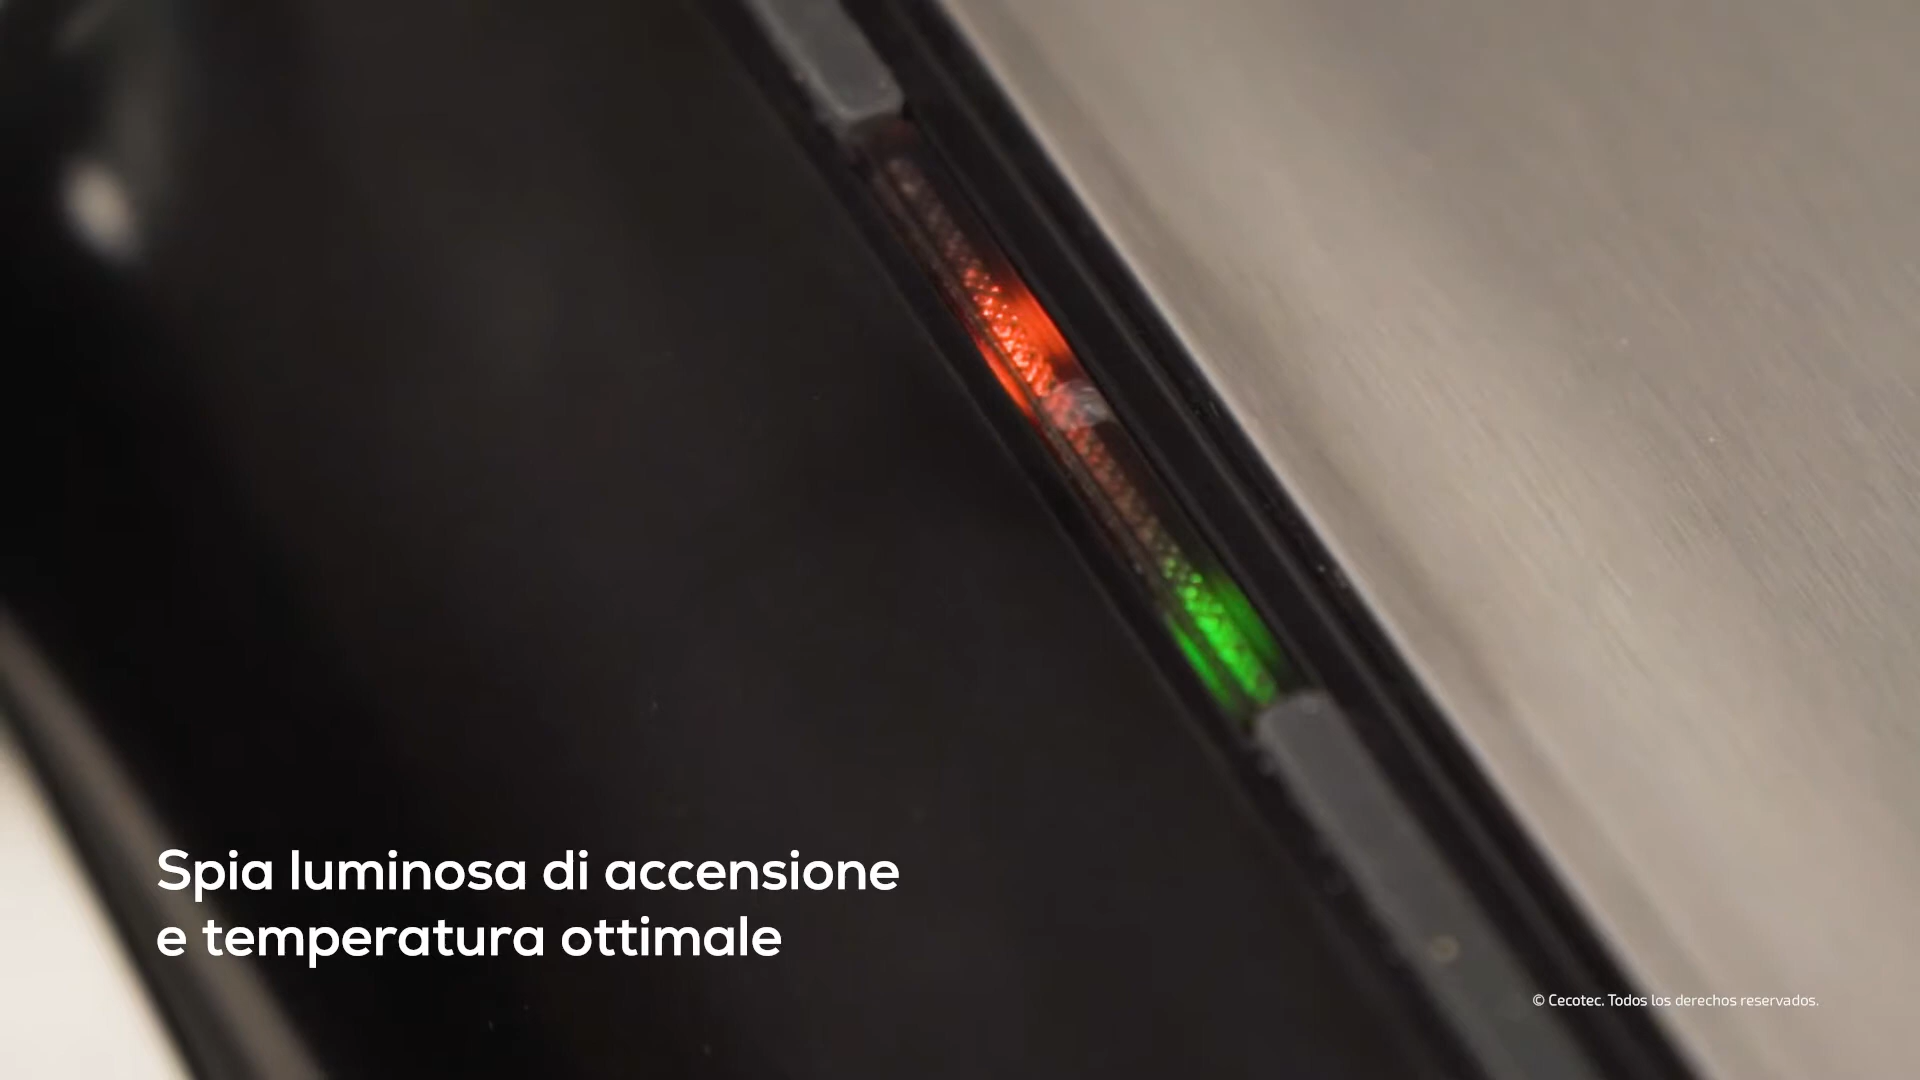 Spia luminosa di accensione
e temperatura ottimale
© Cecotec. Todos los derechos reservados.